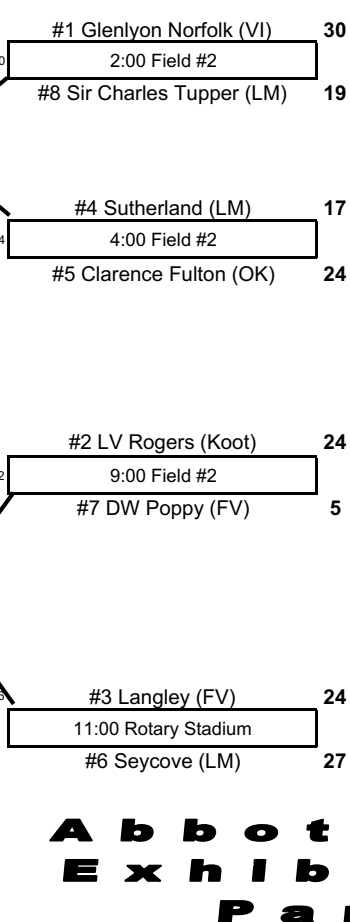 #1 Glenlyon Norfolk (VI) 30
2:00 Field #2
#8 Sir Charles Tupper (LM) 19
#4 Sutherland (LM) 17
4:00 Field #2
#5 Clarence Fulton (OK) 24
#2 LV Rogers (Koot) 24
9:00 Field #2
#7 DW Poppy (FV) 5
#3 Langley (FV) 24
11:00 Rotary Stadium
#6 Seycove (LM) 27
Abbot
ExhIb
Pa